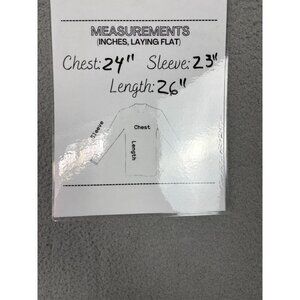 MEASUREMENTS
(INCHES, LAYING FLAT)
Chest: 24" Sleeve: 23"
Length: 26"
Sleeve
Chest
Length